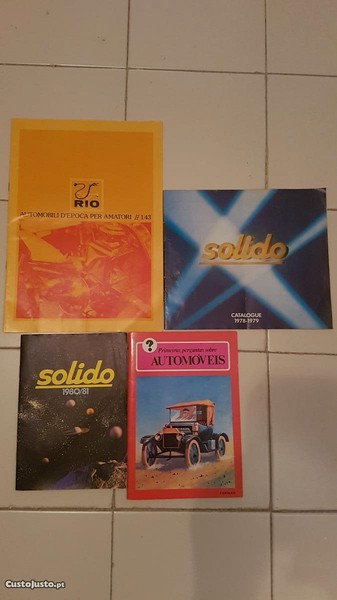 RIO
AUTOMOBILI D'EPOCA PER AMATORI // 1:43
solido
CATALOGUE
1978-1979
solido
1980/81
?
Primeiras perguntas sobre
AUTOMÓVEIS
CustoJusto.pt